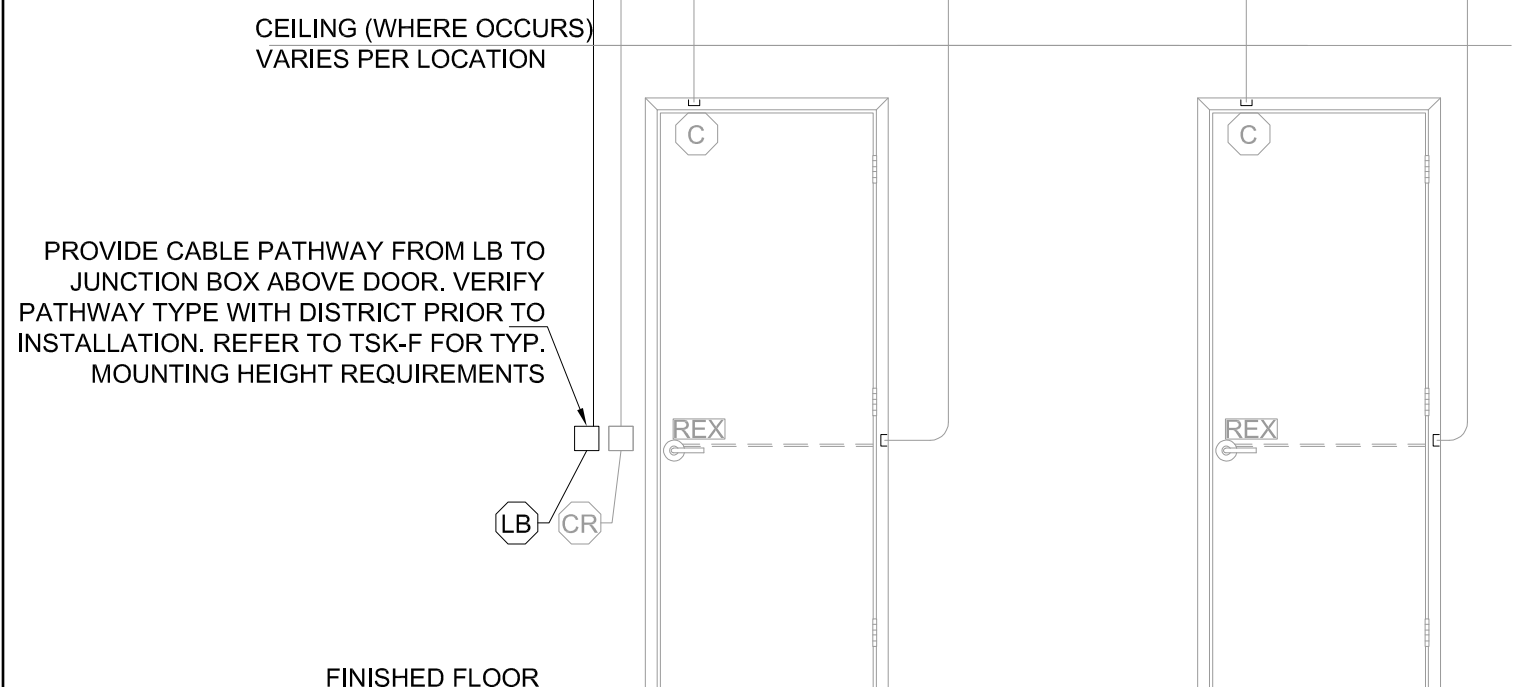 CEILING (WHERE OCCURS)
VARIES PER LOCATION
C
C
PROVIDE CABLE PATHWAY FROM LB TO
JUNCTION BOX ABOVE DOOR. VERIFY
PATHWAY TYPE WITH DISTRICT PRIOR TO
INSTALLATION. REFER TO TSK-F FOR TYP.
MOUNTING HEIGHT REQUIREMENTS
REX
REX
LB
CR
FINISHED FLOOR